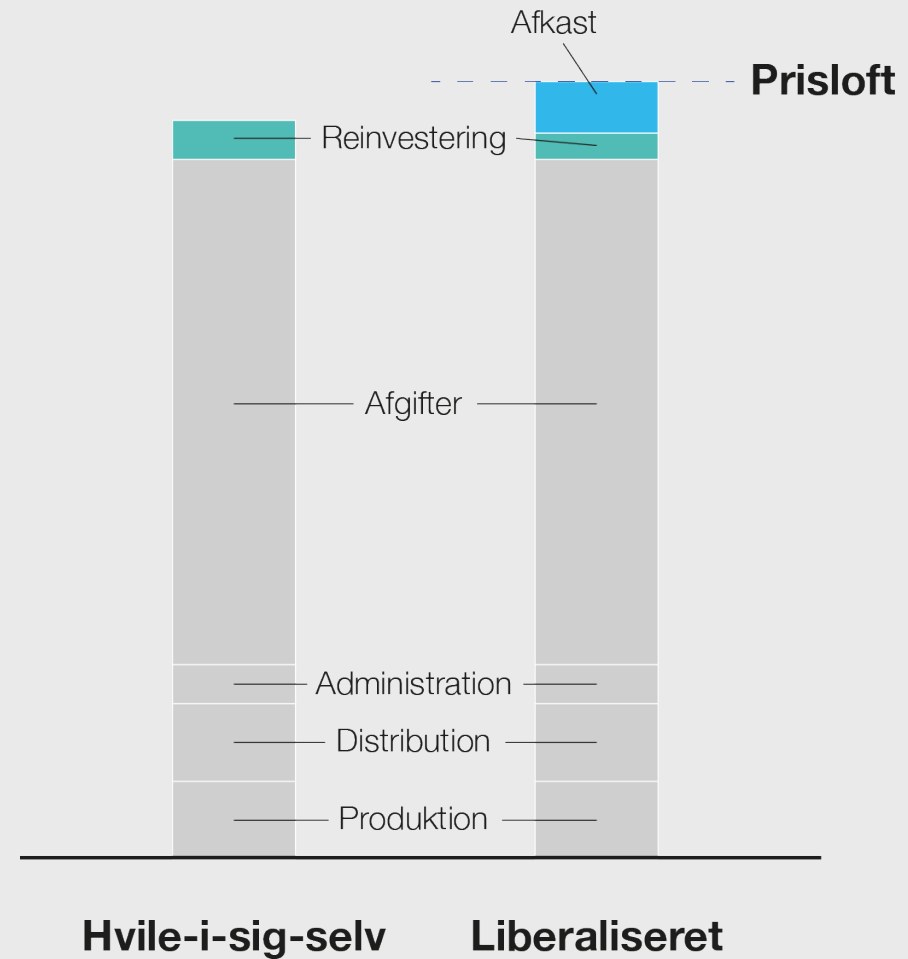 Afkast
Prisloft
Reinvestering
Afgifter
Administration
Distribution
Produktion
Hvile-i-sig-selv
Liberaliseret